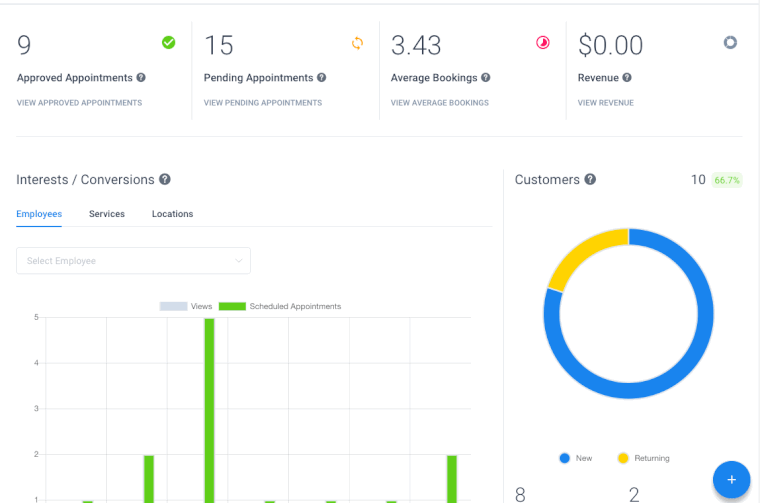 9
15
3.43
$0.00
Approved Appointments ?
Pending Appointments ?
Average Bookings ?
Revenue ?
VIEW APPROVED APPOINTMENTS
VIEW PENDING APPOINTMENTS
VIEW AVERAGE BOOKINGS
VIEW REVENUE
Interests / Conversions ?
Customers ?
10
66.7%
Employees
Services
Locations
Select Employee
Views
Scheduled Appointments
5
4
3
2
1
New
Returning
+
8
2